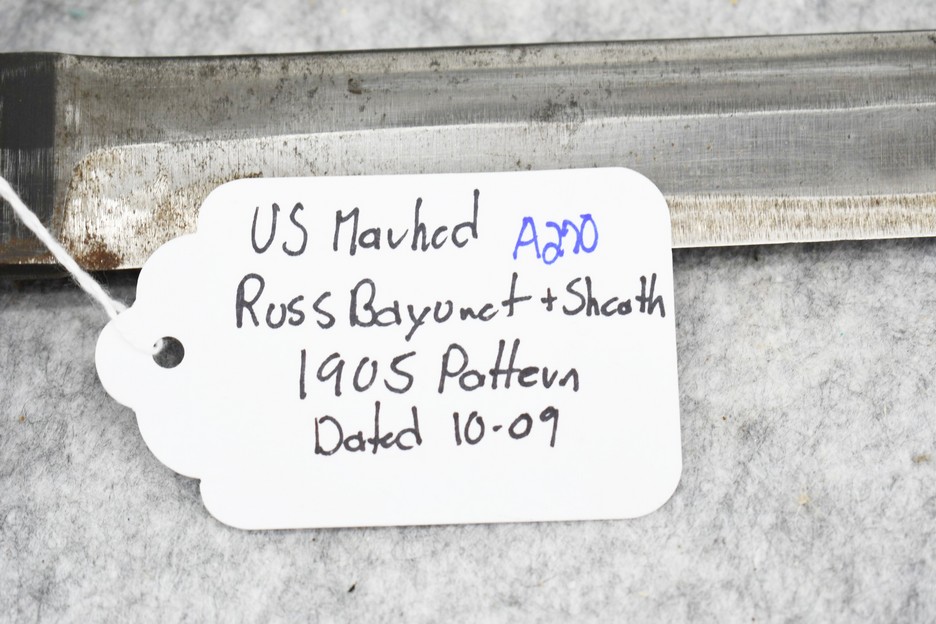 US Marked A270
Ross Bayonet + Sheath
1905 Pattern
Dated 10-09